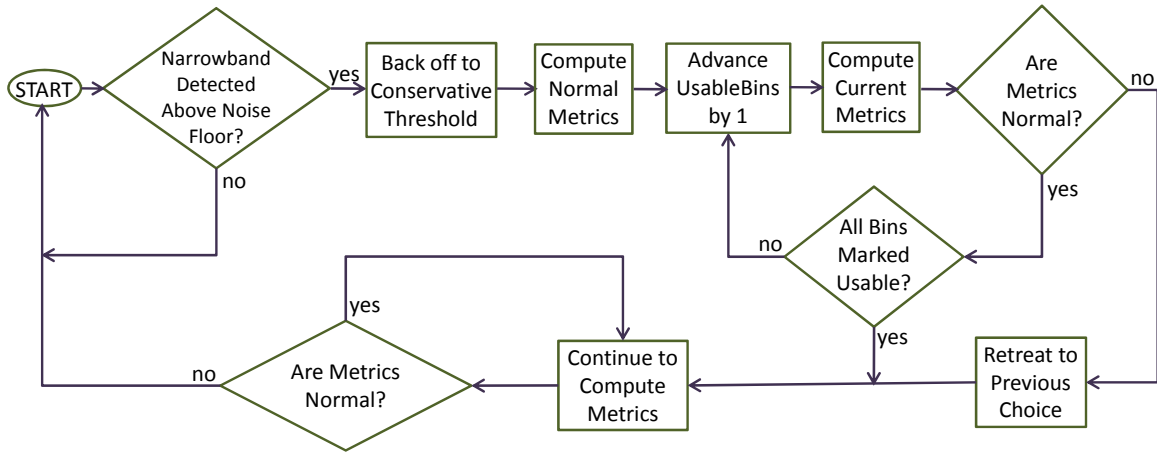 START
Narrowband
Detected
Above Noise
Floor?
yes
no
Back off to
Conservative
Threshold
Compute
Normal
Metrics
Advance
UsableBins
by 1
Compute
Current
Metrics
Are
Metrics
Normal?
no
yes
All Bins
Marked
Usable?
no
yes
Retreat to
Previous
Choice
Continue to
Compute
Metrics
Are Metrics
Normal?
yes
no